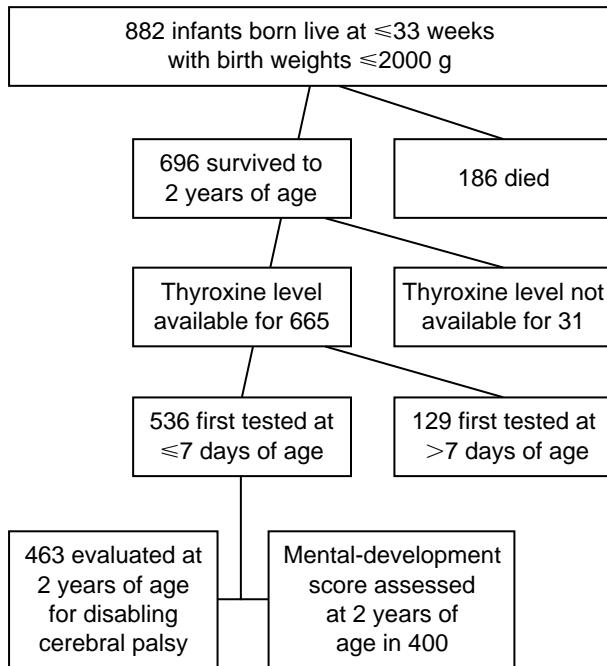 882 infants born live at ⩽33 weeks
with birth weights ⩽2000 g
696 survived to
2 years of age
186 died
Thyroxine level
available for 665
Thyroxine level not
available for 31
536 first tested at
⩽7 days of age
129 first tested at
>7 days of age
463 evaluated at
2 years of age
for disabling
cerebral palsy
Mental-development
score assessed
at 2 years of
age in 400